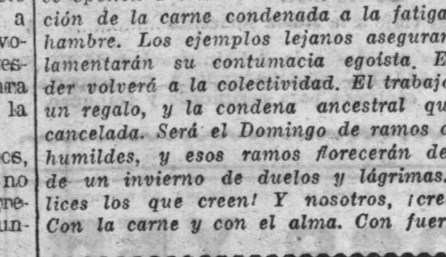 a
vo-
es-
ara
la
os,
no
me-
un-
ción de la carne condenada a la fatiga
hambre. Los ejemplos lejanos aseguran
lamentarán su contumacia egoísta. E
der volverá a la colectividad. El trabajo
un regalo, y la condena ancestral qu
cancelada. Será el Domingo de ramos d
humildes, y esos ramos florecerán de
de un invierno de duelos y lágrimas.
lices los que creen! Y nosotros, ¡cre
Con la carne y con el alma. Con fuer